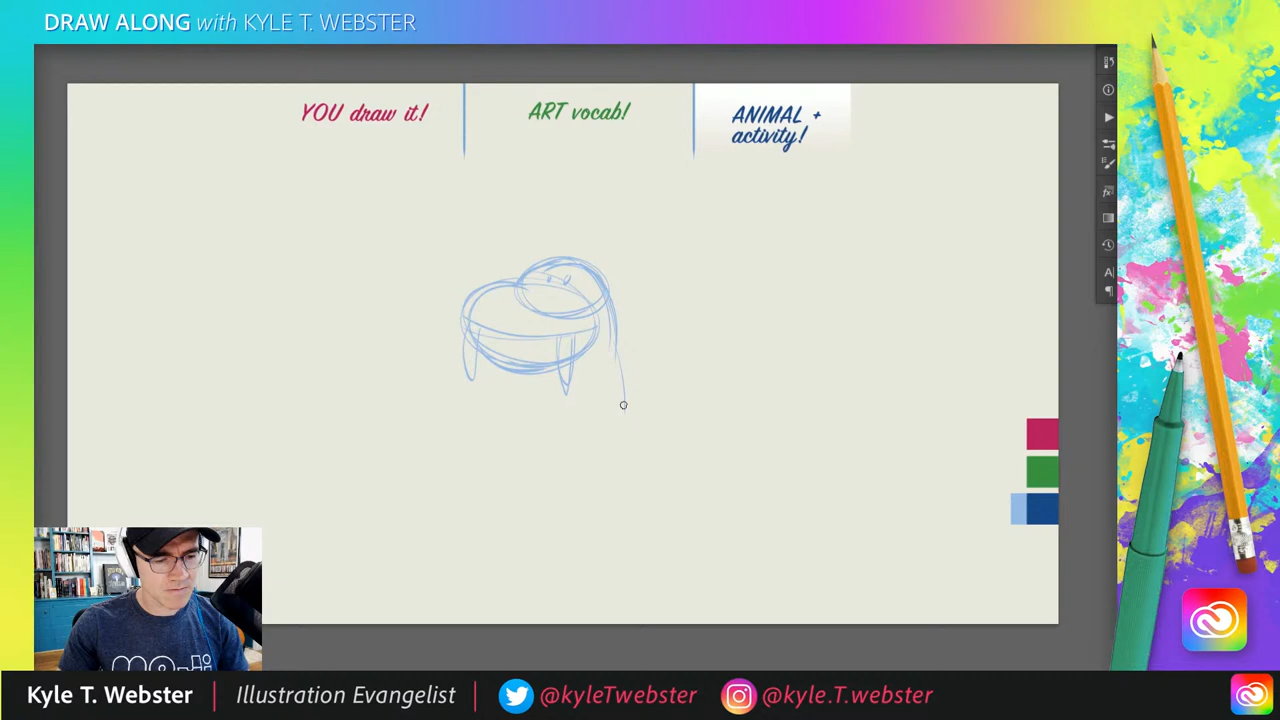 DRAW ALONG with KYLE T. WEBSTER
YOU draw it!
ART vocab!
ANIMAL +
activity!
Kyle T. Webster | Illustration Evangelist | @kyleTwebster @kyle.T.webster